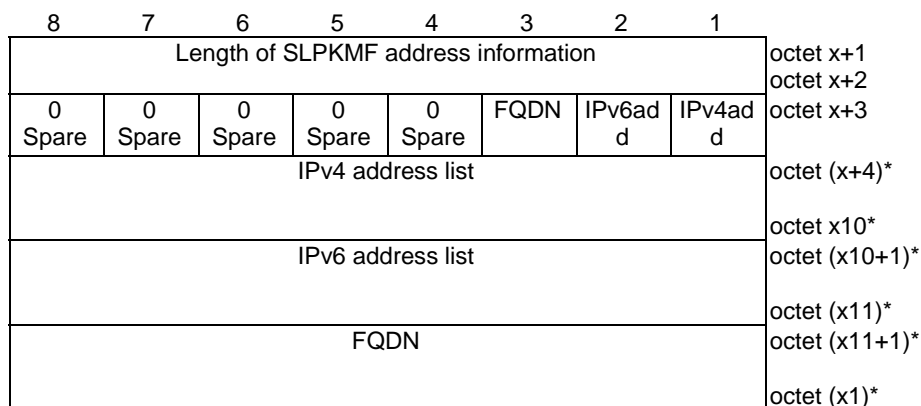 8 7 6 5 4 3 2 1
Length of SLPKMF address information octet x+1
octet x+2
0 0 0 0 0 FQDN IPv6ad IPv4ad octet x+3
Spare Spare Spare Spare Spare d d
IPv4 address list octet (x+4)*
octet x10*
IPv6 address list octet (x10+1)*
octet (x11)*
FQDN octet (x11+1)*
octet (x1)*